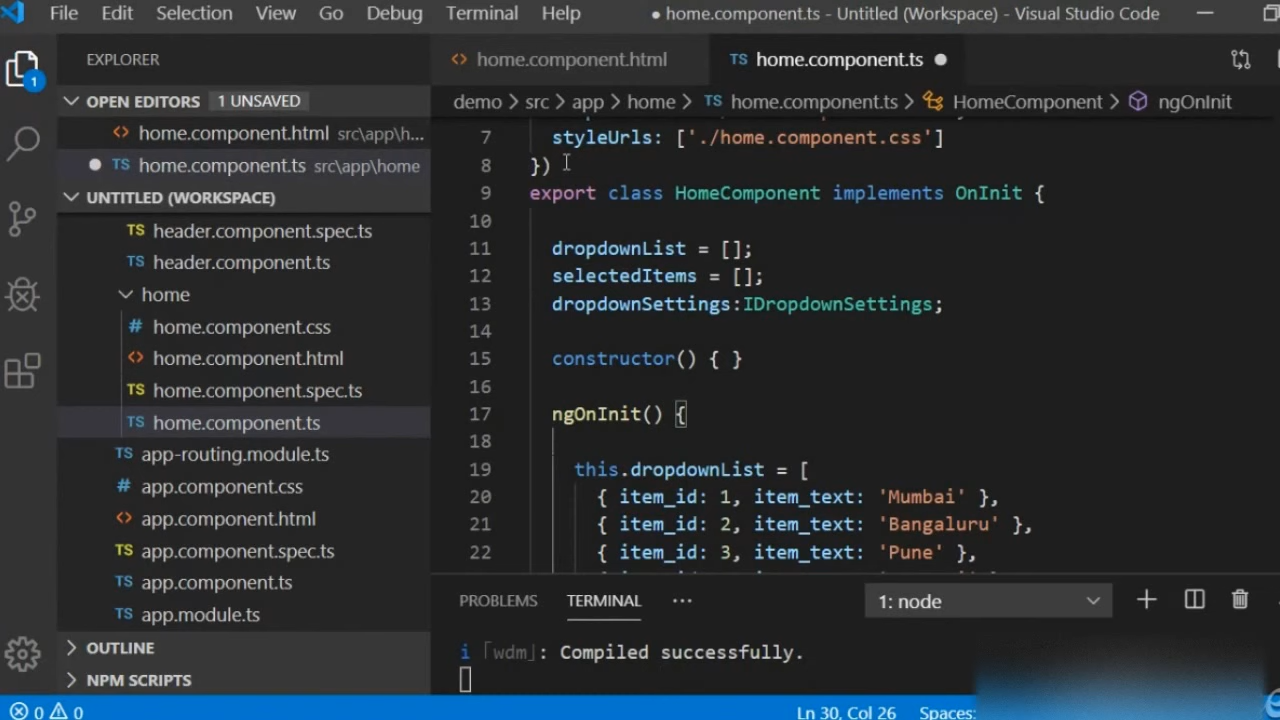 File Edit Selection View Go Debug Terminal Help ● home.component.ts - Untitled (Workspace) - Visual Studio Code
EXPLORER
OPEN EDITORS 1 UNSAVED
home.component.html src\app\h...
home.component.ts src\app\home
UNTITLED (WORKSPACE)
TS header.component.spec.ts
TS header.component.ts
home
# home.component.css
<> home.component.html
TS home.component.spec.ts
TS home.component.ts
TS app-routing.module.ts
# app.component.css
<> app.component.html
TS app.component.spec.ts
TS app.component.ts
TS app.module.ts
OUTLINE
NPM SCRIPTS
1
<> home.component.html
TS home.component.ts
demo > src > app > home > TS home.component.ts > HomeComponent > ngOnInit
7 styleUrls: ['./home.component.css']
8 })
9 export class HomeComponent implements OnInit {
10
11 dropdownList = [];
12 selectedItems = [];
13 dropdownSettings:IDropdownSettings;
14
15 constructor() { }
16
17 ngOnInit() {
18
19 this.dropdownList = [
20 { item_id: 1, item_text: 'Mumbai' },
21 { item_id: 2, item_text: 'Bangaluru' },
22 { item_id: 3, item_text: 'Pune' },
PROBLEMS TERMINAL ... 1: node
i ｢wdm｣: Compiled successfully.
0 0 Ln 30, Col 26 Spaces: